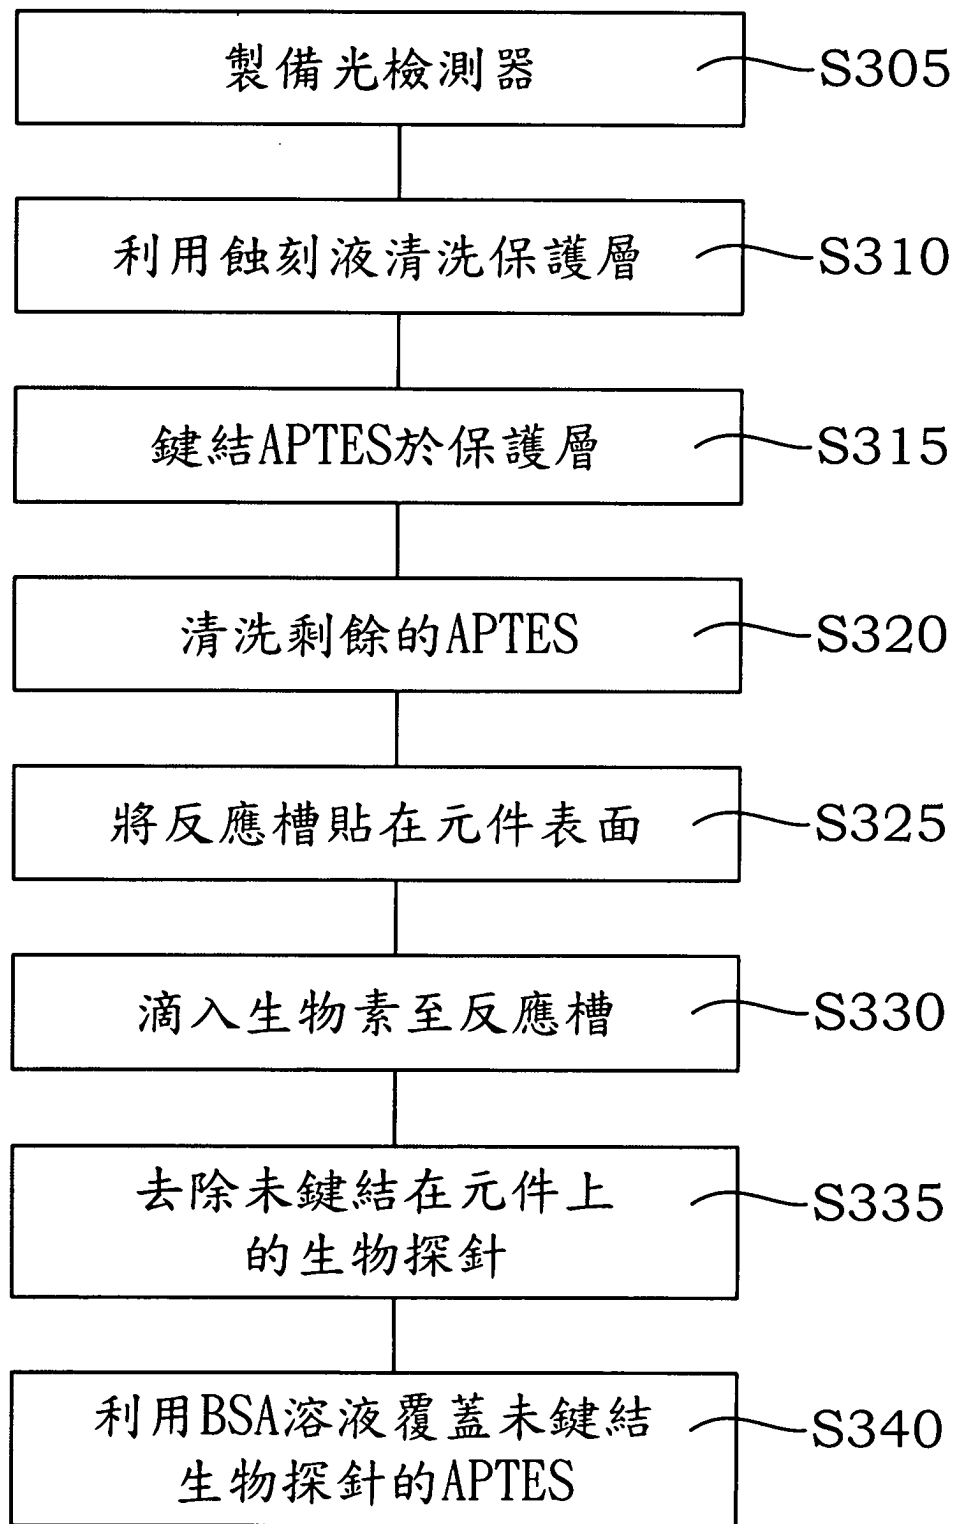 製備光檢測器 S305
利用蝕刻液清洗保護層 S310
鍵結APTES於保護層 S315
清洗剩餘的APTES S320
將反應槽貼在元件表面 S325
滴入生物素至反應槽 S330
去除未鍵結在元件上 S335
的生物探針
利用BSA溶液覆蓋未鍵結 S340
生物探針的APTES